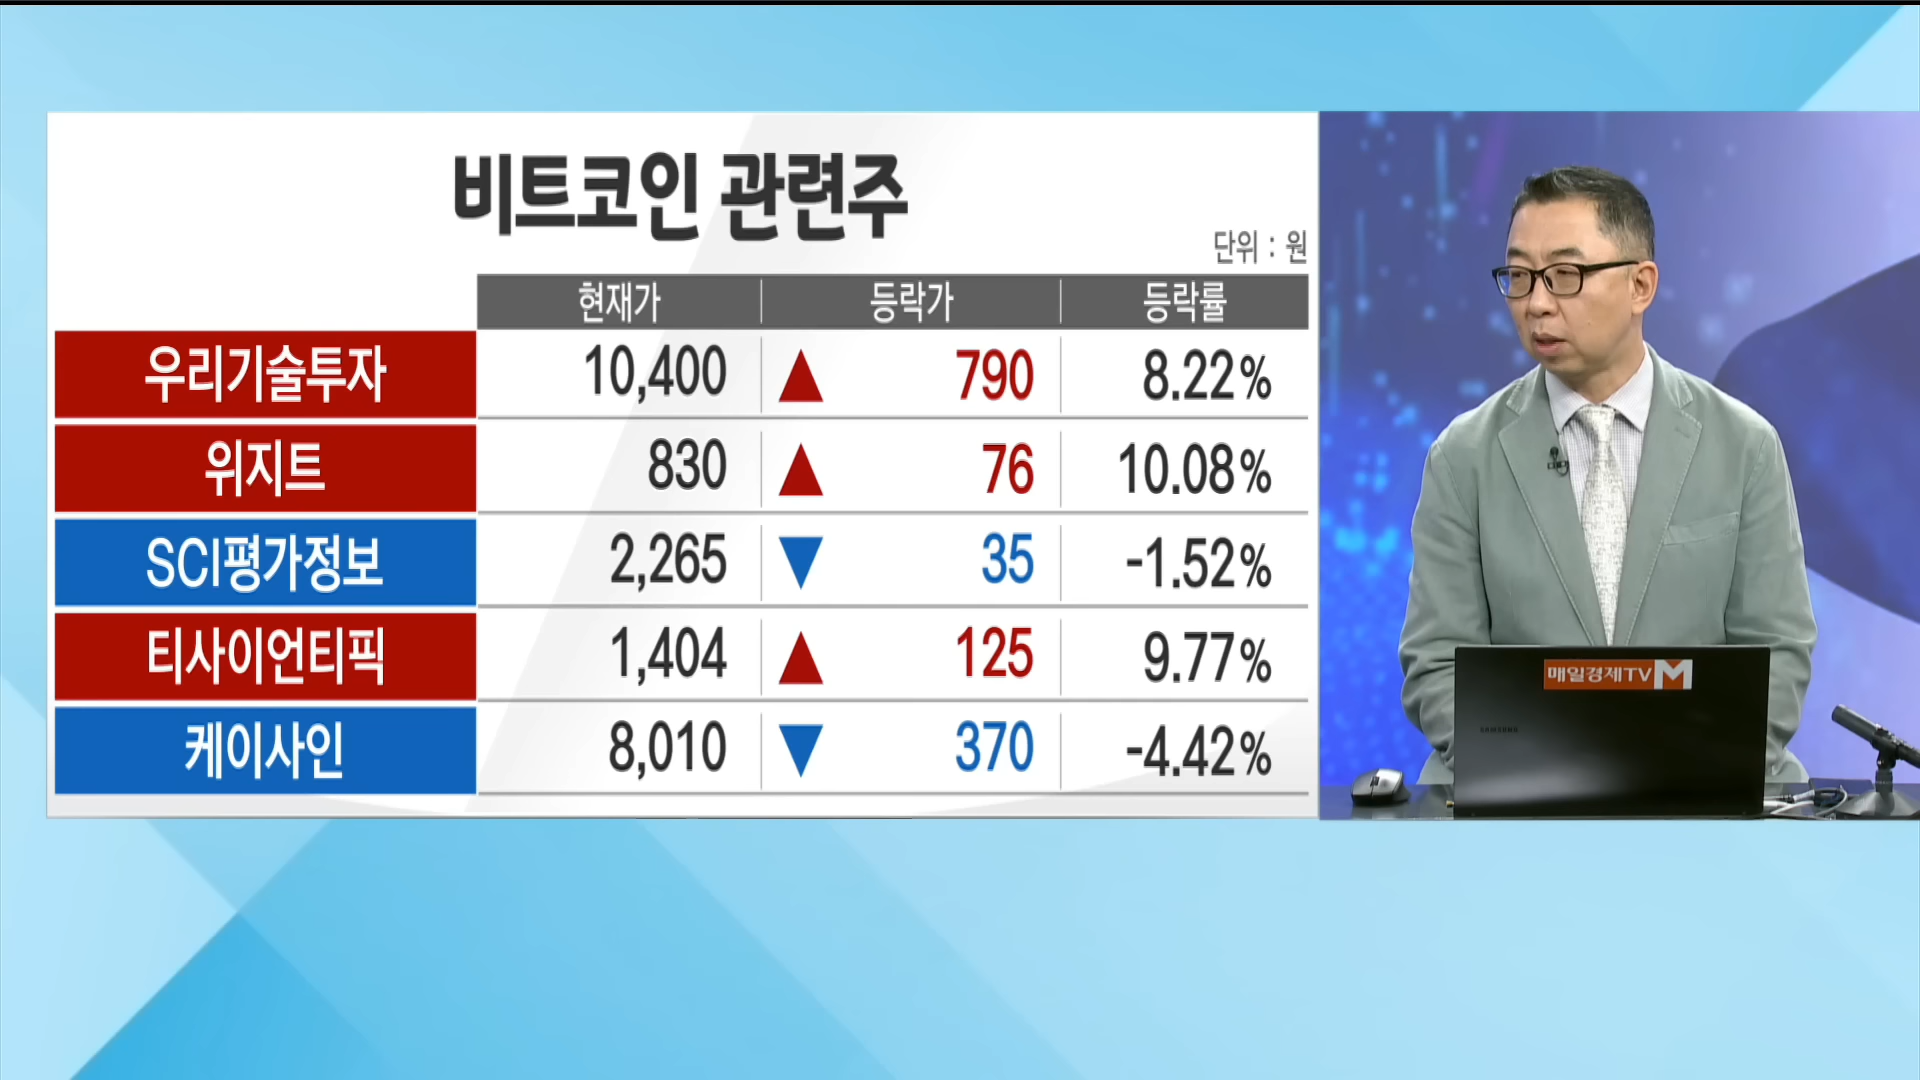 비트코인 관련주
단위 : 원
현재가 등락가 등락률
우리기술투자 10,400 ▲ 790 8.22%
위지트 830 ▲ 76 10.08%
SCI평가정보 2,265 ▼ 35 -1.52%
티사이언티픽 1,404 ▲ 125 9.77%
케이사인 8,010 ▼ 370 -4.42%
매일경제TV M
SAMSUNG